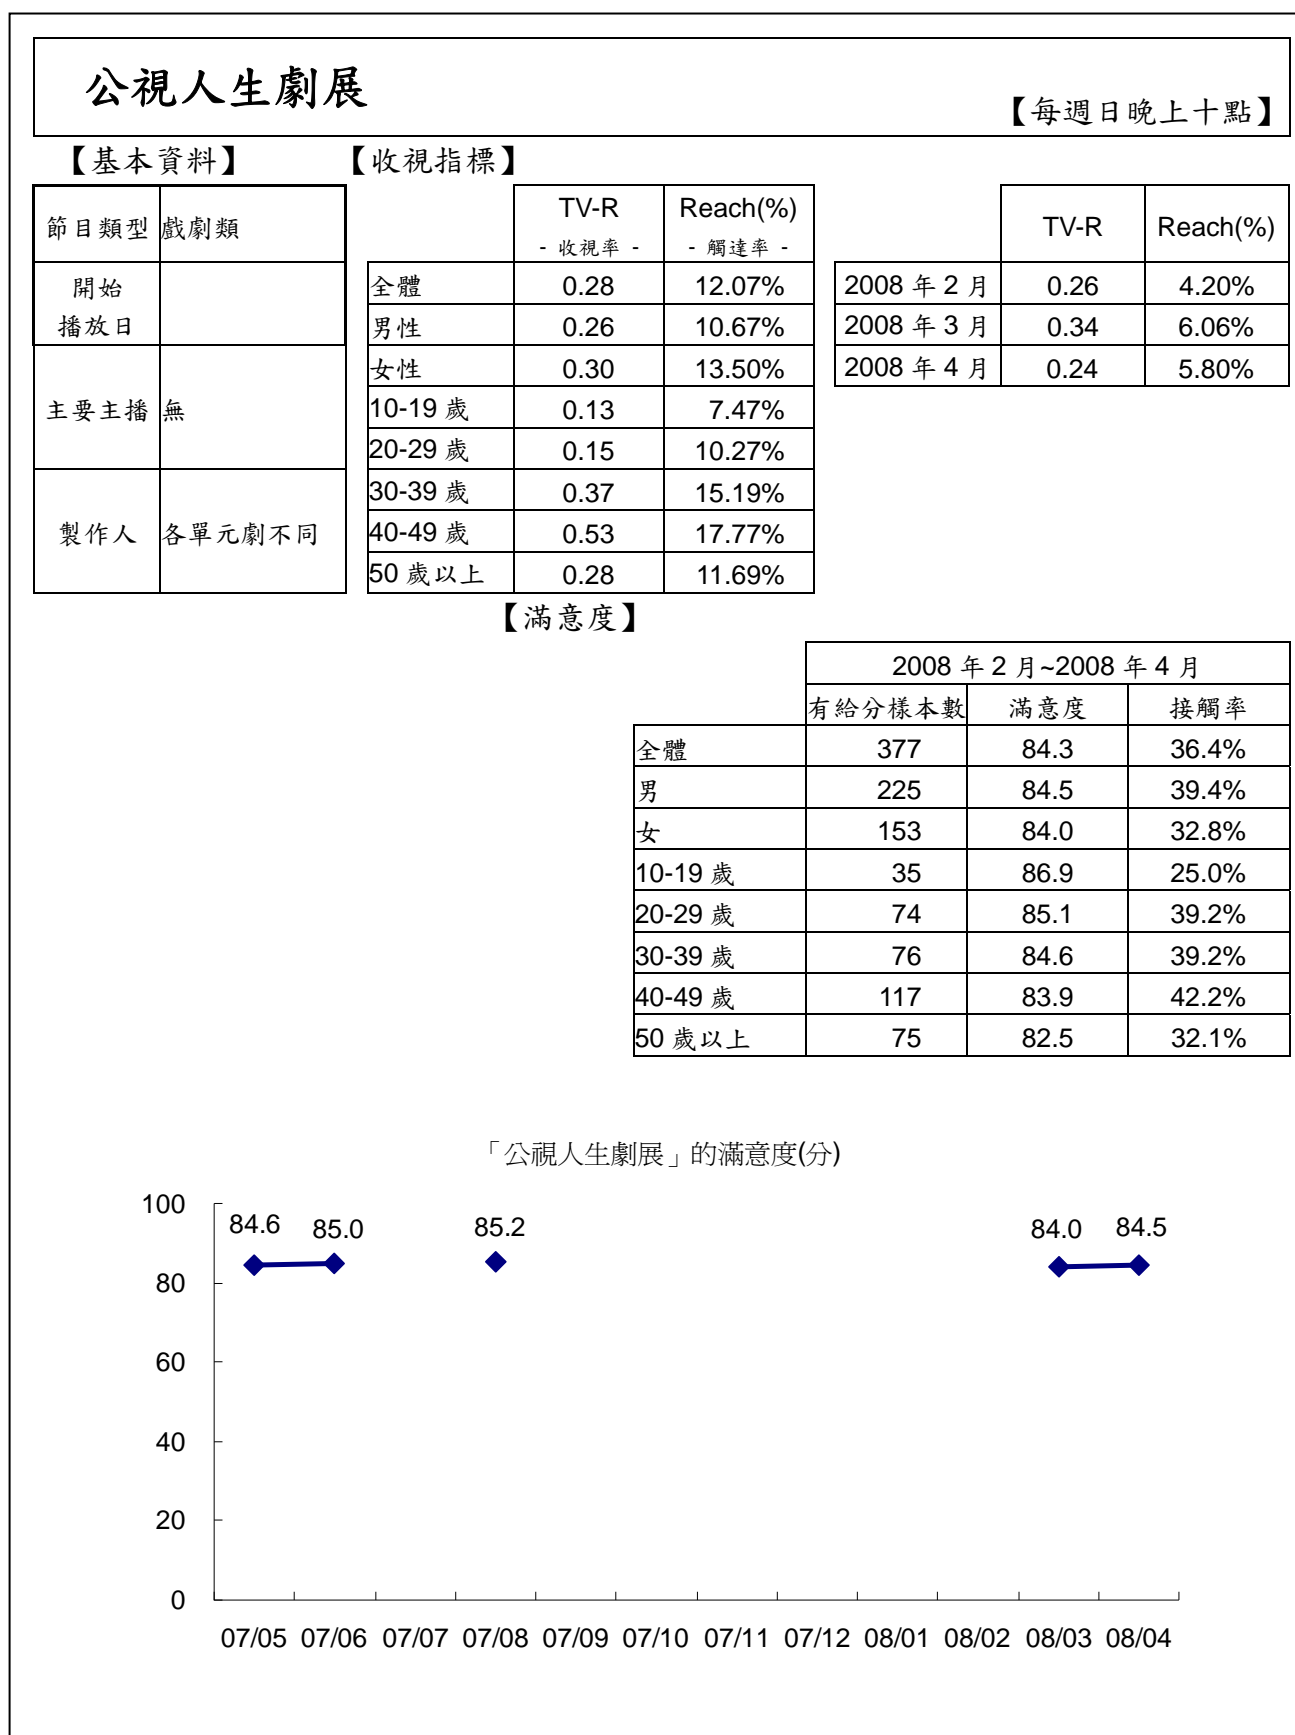 公視人生劇展
【每週日晚上十點】
【基本資料】 【收視指標】
節目類型 戲劇類
開始
播放日
主要主播 無
製作人 各單元劇不同
TV-R Reach(%)
- 收視率 - - 觸達率 -
全體 0.28 12.07%
男性 0.26 10.67%
女性 0.30 13.50%
10-19 歲 0.13 7.47%
20-29 歲 0.15 10.27%
30-39 歲 0.37 15.19%
40-49 歲 0.53 17.77%
50 歲以上 0.28 11.69%
TV-R Reach(%)
2008 年 2 月 0.26 4.20%
2008 年 3 月 0.34 6.06%
2008 年 4 月 0.24 5.80%
【滿意度】
2008 年 2 月~2008 年 4 月
有給分樣本數 滿意度 接觸率
全體 377 84.3 36.4%
男 225 84.5 39.4%
女 153 84.0 32.8%
10-19 歲 35 86.9 25.0%
20-29 歲 74 85.1 39.2%
30-39 歲 76 84.6 39.2%
40-49 歲 117 83.9 42.2%
50 歲以上 75 82.5 32.1%
「公視人生劇展」的滿意度(分)
100
84.6 85.0 85.2 84.0 84.5
80
60
40
20
0
07/05 07/06 07/07 07/08 07/09 07/10 07/11 07/12 08/01 08/02 08/03 08/04